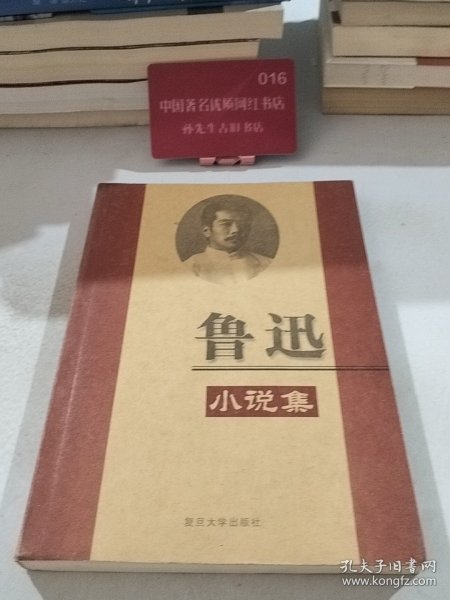 016
中国著名优质网红书店
孙先生古旧书店
鲁迅
小说集
复旦大学出版社
孔夫子旧书网
www.kongfz.com